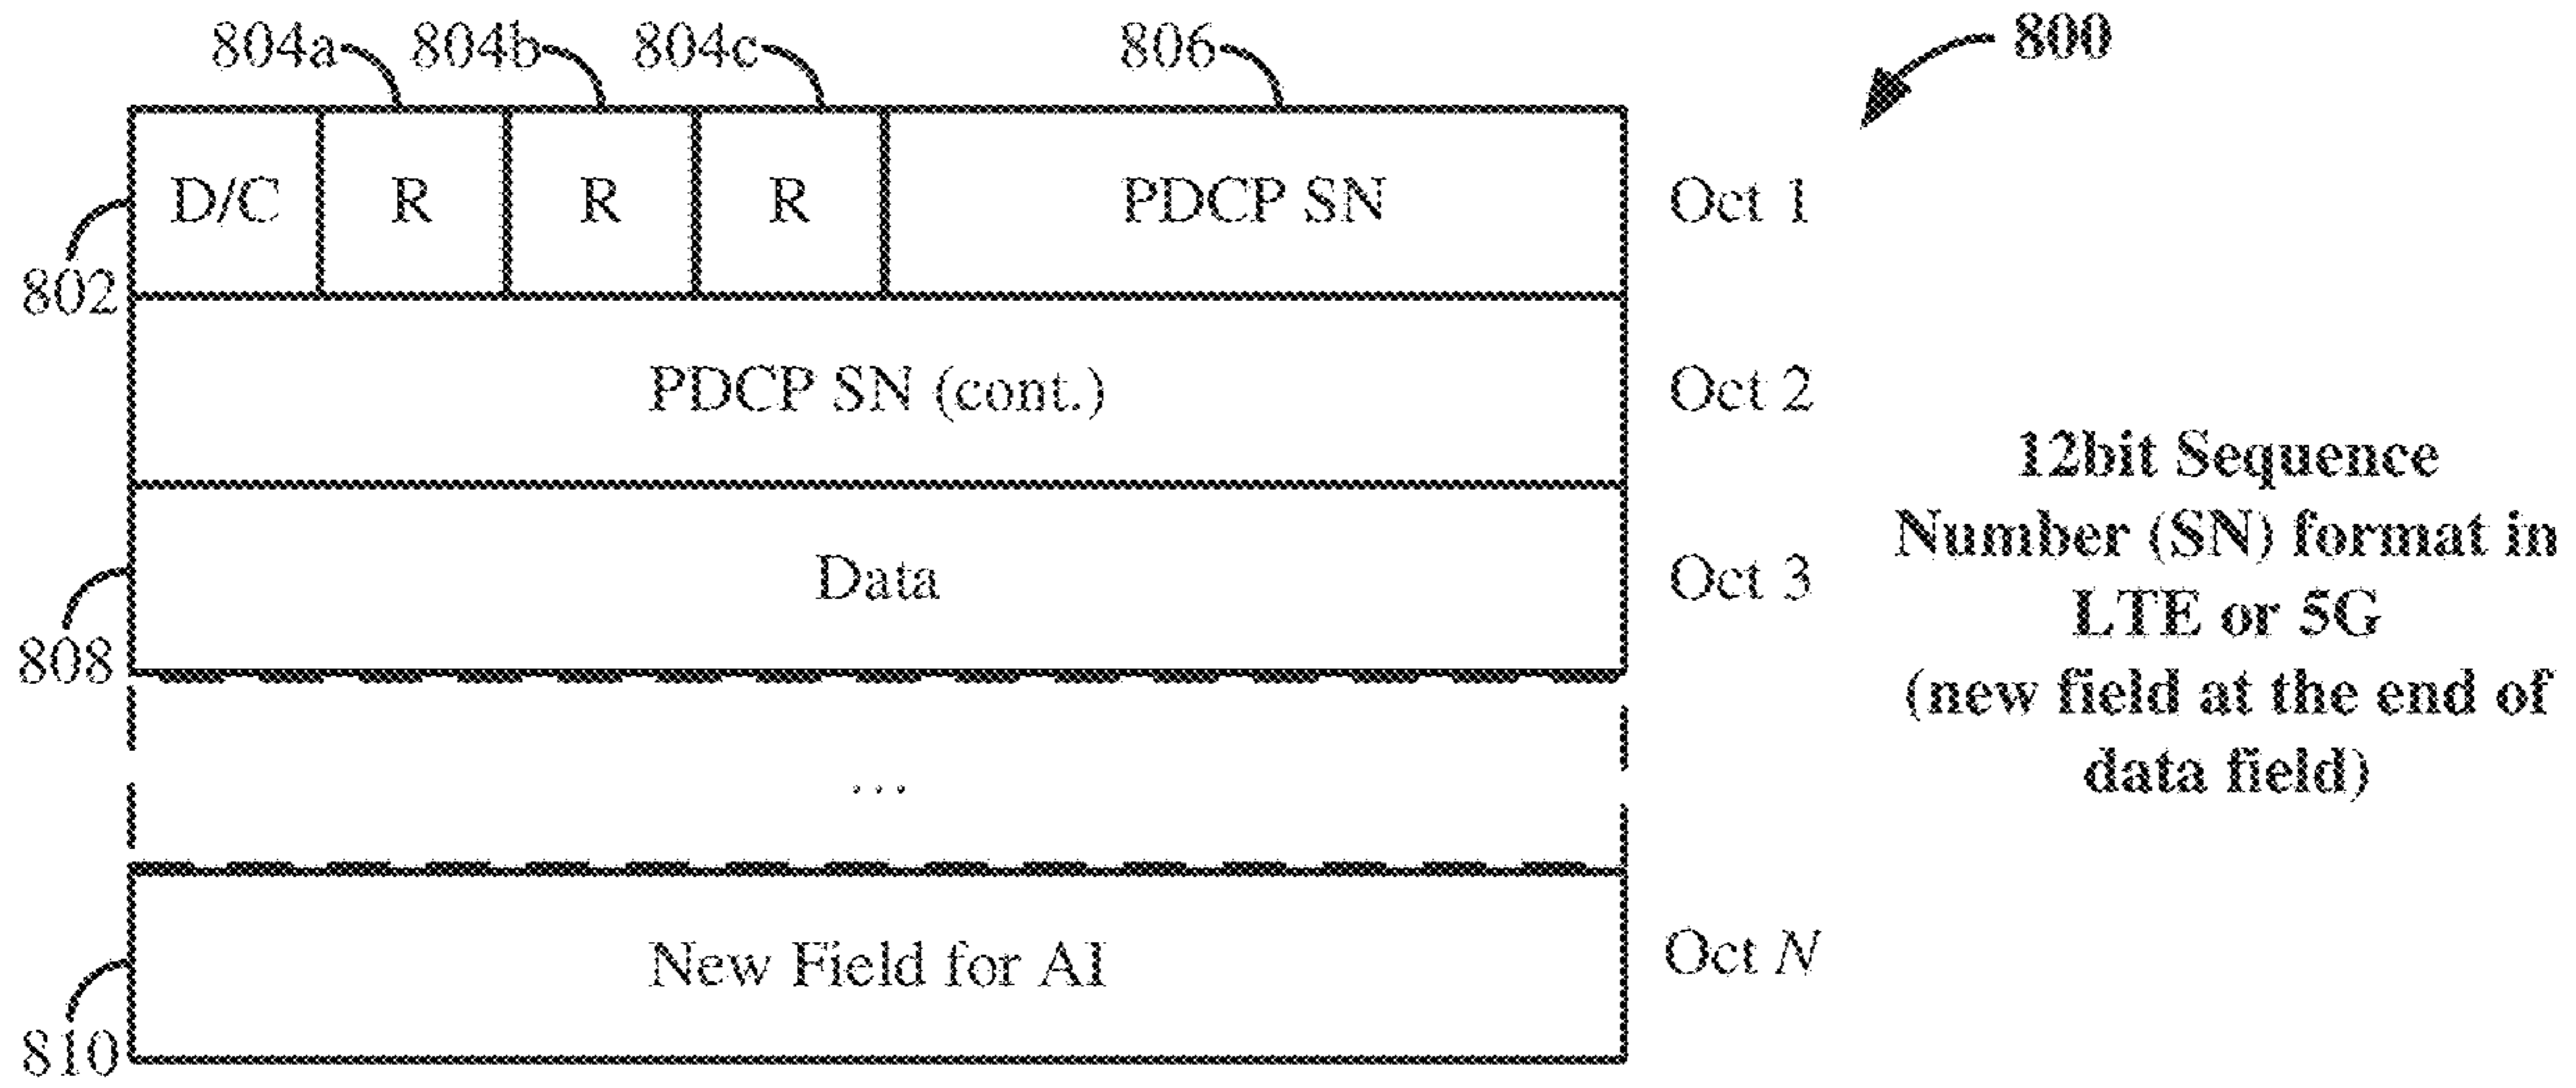 804a 804b 804c 806 800
D/C R R R PDCP SN Oct 1
802
PDCP SN (cont.) Oct 2
12bit Sequence
Number (SN) format in
LTE or 5G
(new field at the end of
data field)
Data Oct 3
808
...
New Field for AI Oct N
810